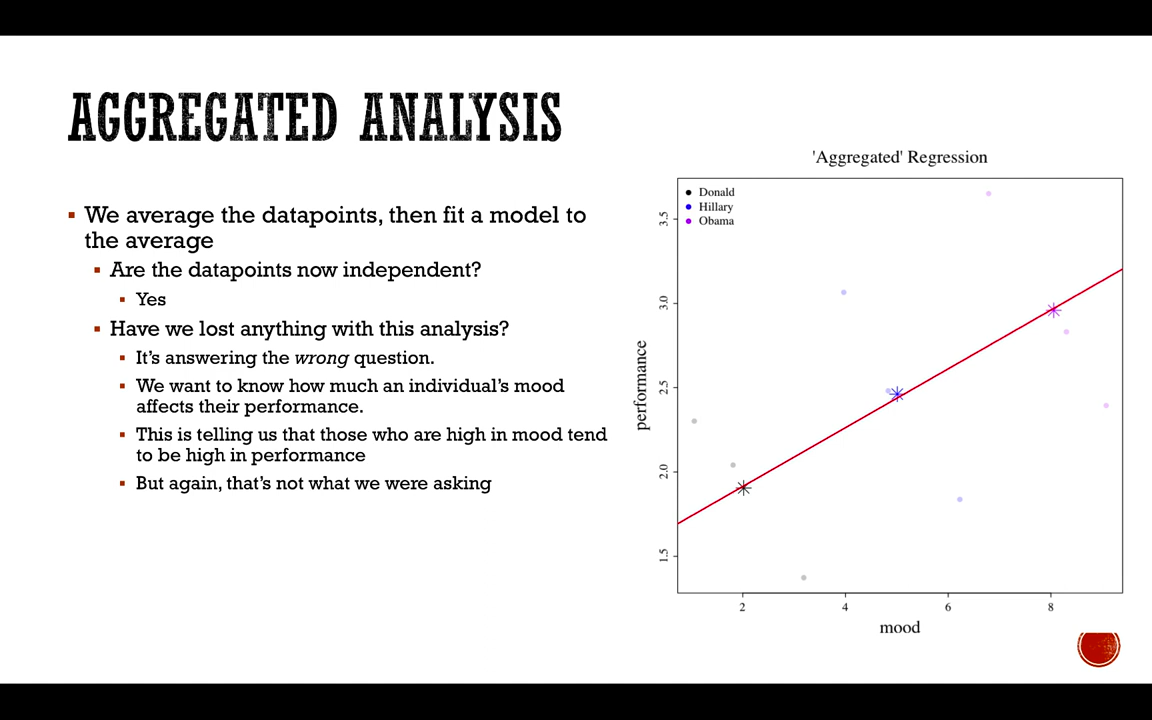 AGGREGATED ANALYSIS
We average the datapoints, then fit a model to
the average
Are the datapoints now independent?
Yes
Have we lost anything with this analysis?
It's answering the wrong question.
We want to know how much an individual's mood
affects their performance.
This is telling us that those who are high in mood tend
to be high in performance
But again, that's not what we were asking
'Aggregated' Regression
Donald
Hillary
Obama
3.5
3.0
2.5
2.0
1.5
performance
2 4 6 8
mood